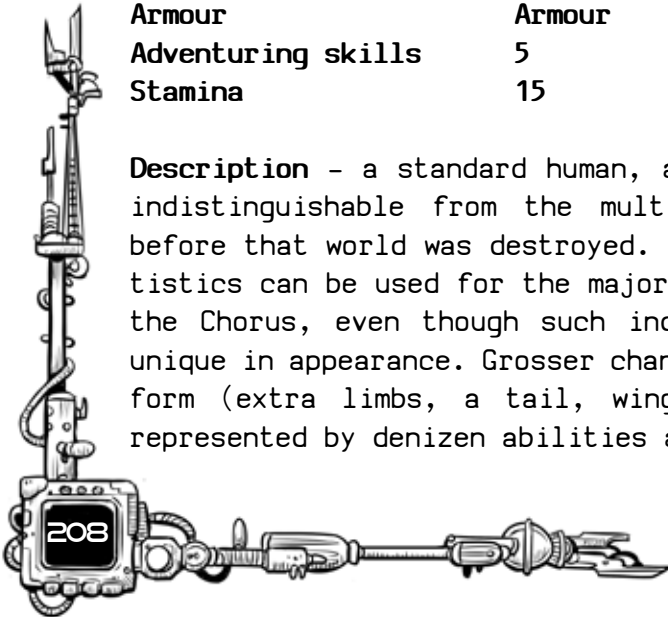 Armour Armour
Adventuring skills 5
Stamina 15
Description – a standard human, a
indistinguishable from the mult
before that world was destroyed.
tistics can be used for the major
the Chorus, even though such inc
unique in appearance. Grosser char
form (extra limbs, a tail, wing
represented by denizen abilities a
208